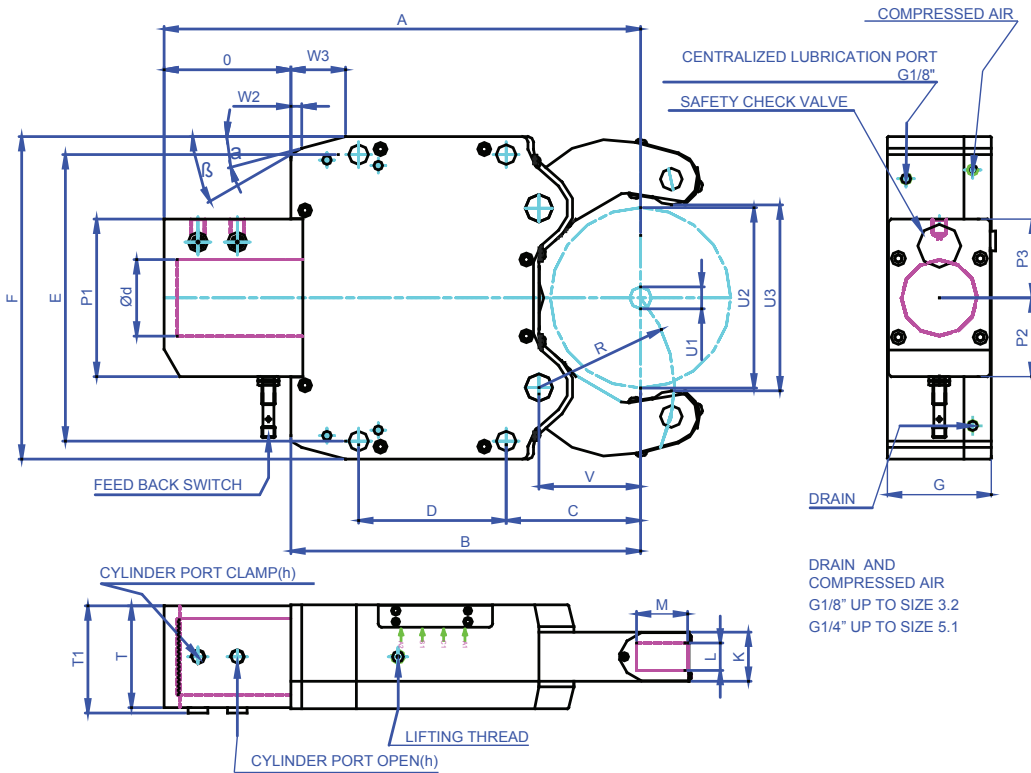 A
COMPRESSED AIR
0
W3
CENTRALIZED LUBRICATION PORT
G1/8"
W2
SAFETY CHECK VALVE
a
ß
F
E
P1
Ød
U2
U3
U1
R
P3
P2
V
G
FEED BACK SWITCH
D
C
DRAIN
B
DRAIN AND
COMPRESSED AIR
G1/8” UP TO SIZE 3.2
G1/4” UP TO SIZE 5.1
CYLINDER PORT CLAMP(h)
M
T1
T
L
K
LIFTING THREAD
CYLINDER PORT OPEN(h)